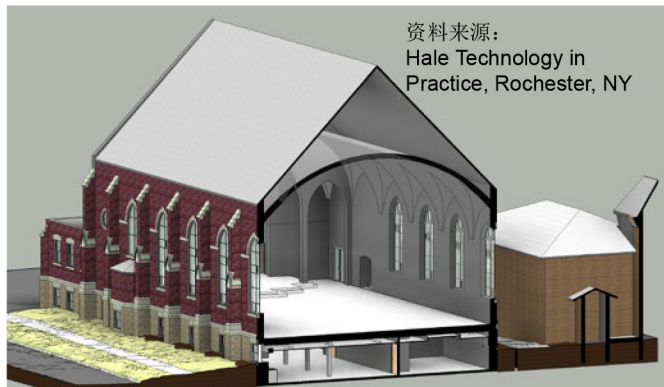 资料来源：
Hale Technology in
Practice, Rochester, NY